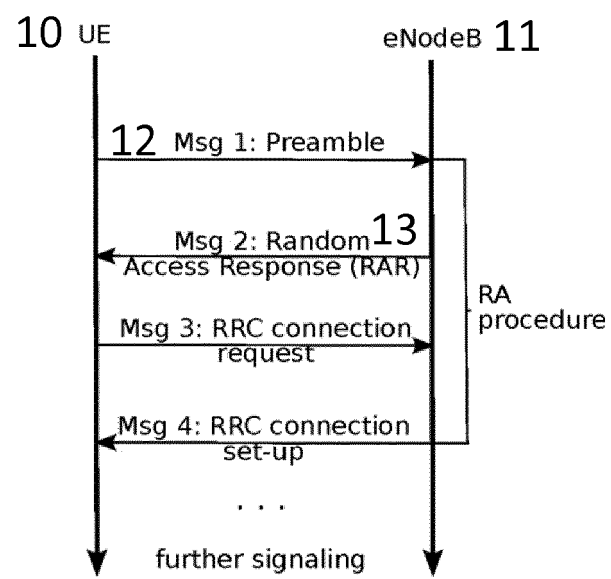 10 UE eNodeB 11
12 Msg 1: Preamble
Msg 2: Random 13
Access Response (RAR)
RA
procedure
Msg 3: RRC connection
request
Msg 4: RRC connection
set-up
. . .
further signaling